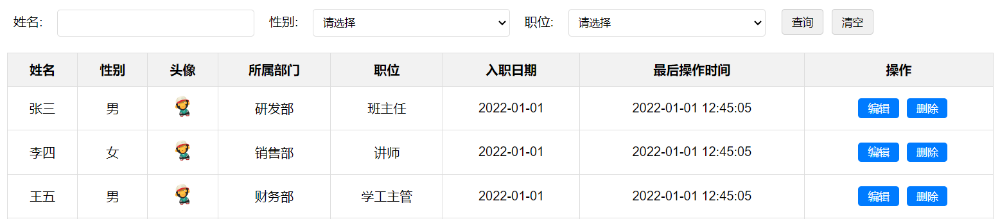 姓名: 性别: 请选择 职位: 请选择 查询 清空
姓名 性别 头像 所属部门 职位 入职日期 最后操作时间 操作
张三 男 研发部 班主任 2022-01-01 2022-01-01 12:45:05 编辑 删除
李四 女 销售部 讲师 2022-01-01 2022-01-01 12:45:05 编辑 删除
王五 男 财务部 学工主管 2022-01-01 2022-01-01 12:45:05 编辑 删除